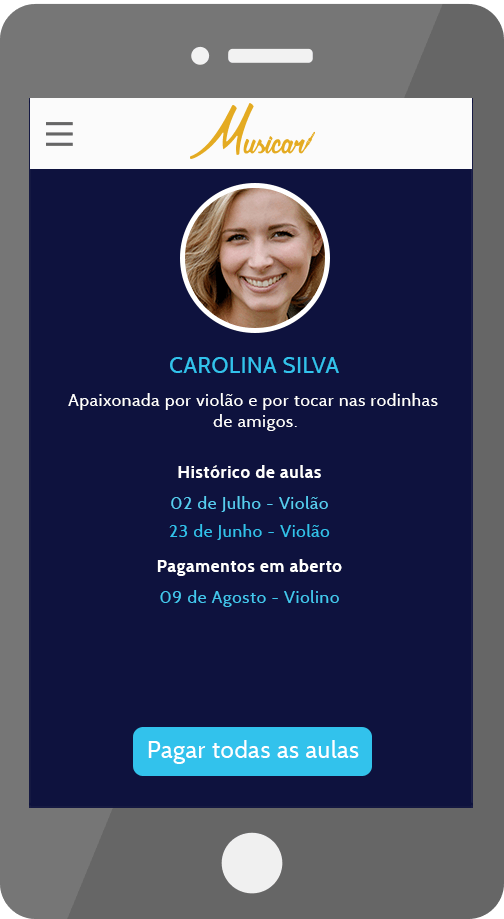 Musicar
CAROLINA SILVA
Apaixonada por violão e por tocar nas rodinhas
de amigos.
Histórico de aulas
02 de Julho - Violão
23 de Junho - Violão
Pagamentos em aberto
09 de Agosto - Violino
Pagar todas as aulas